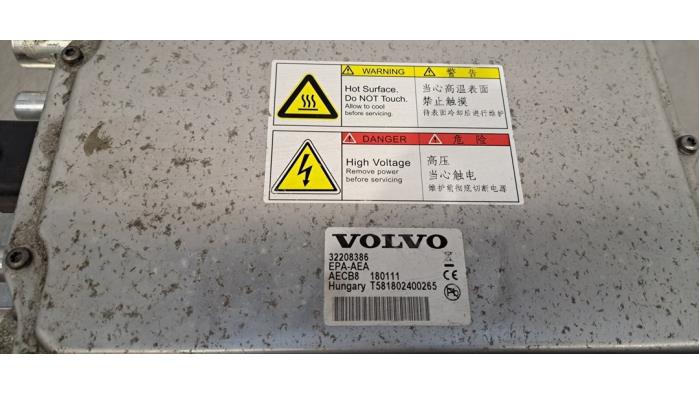 WARNING
警 告
Hot Surface.
Do NOT Touch.
Allow to cool
before servicing.
当心高温表面
禁止触摸
待表面冷却后进行维护
DANGER
危 险
High Voltage
Remove power
before servicing
高压
当心触电
维护前彻底切断电源
VOLVO
32208386
EPA-AEA
AECB8 180111
Hungary T581802400265
CE